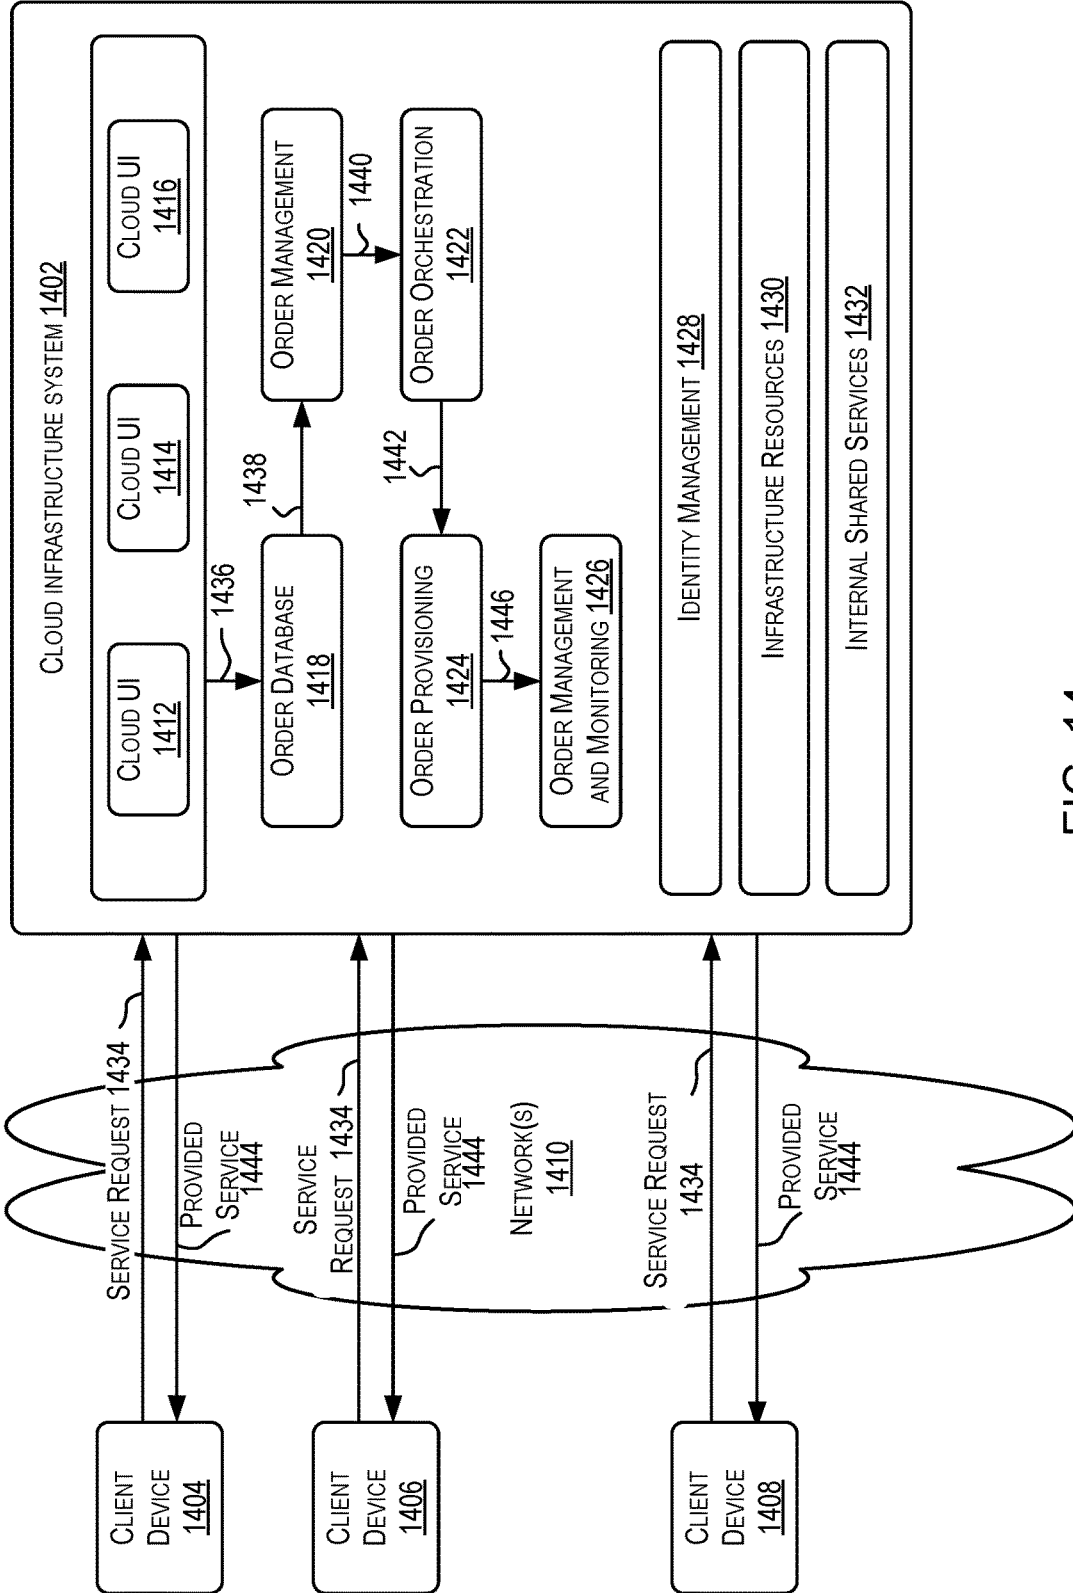 CLOUD INFRASTRUCTURE SYSTEM 1402
CLOUD UI
1412
CLOUD UI
1414
CLOUD UI
1416
1436
ORDER DATABASE
1418
1438
ORDER MANAGEMENT
1420
1440
ORDER PROVISIONING
1424
1442
ORDER ORCHESTRATION
1422
1446
ORDER MANAGEMENT
AND MONITORING 1426
IDENTITY MANAGEMENT 1428
INFRASTRUCTURE RESOURCES 1430
INTERNAL SHARED SERVICES 1432
CLIENT
DEVICE
1404
SERVICE REQUEST 1434
PROVIDED
SERVICE
1444
CLIENT
DEVICE
1406
SERVICE
REQUEST 1434
PROVIDED
SERVICE
1444
NETWORK(S)
1410
CLIENT
DEVICE
1408
SERVICE REQUEST
1434
PROVIDED
SERVICE
1444
FIG. 14